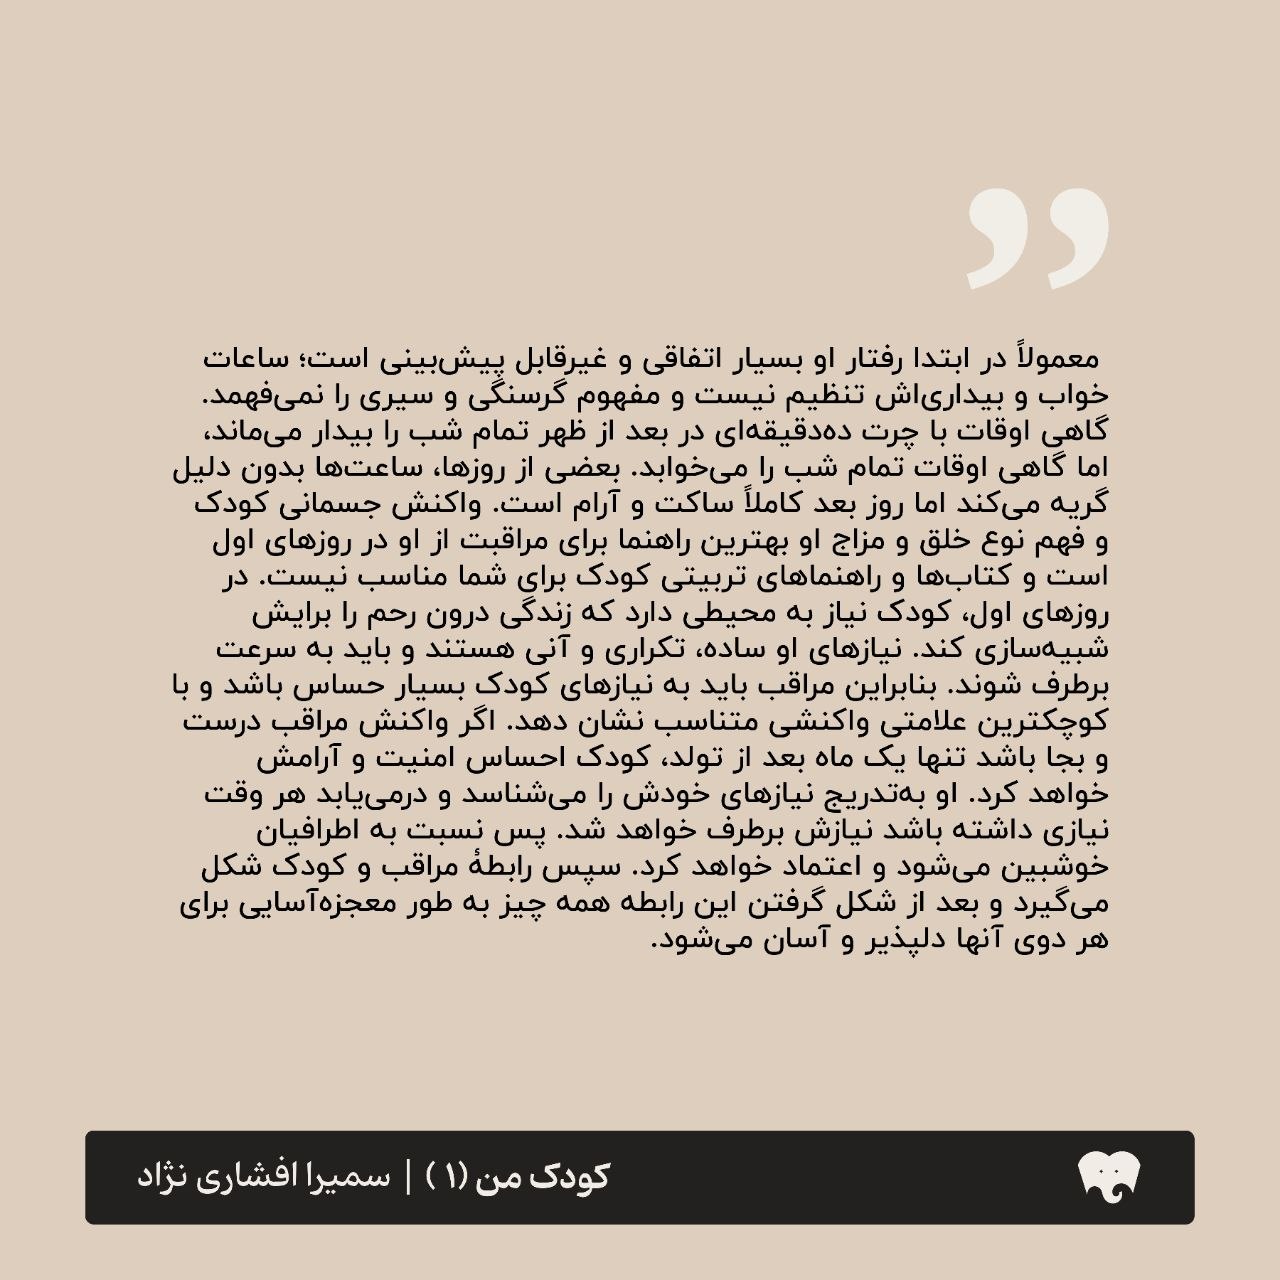 معمولاً در ابتدا رفتار او بسیار اتفاقی و غیرقابل پیش‌بینی است؛ ساعات
خواب و بیداری‌اش تنظیم نیست و مفهوم گرسنگی و سیری را نمی‌فهمد.
گاهی اوقات با چرت ده‌دقیقه‌ای در بعد از ظهر تمام شب را بیدار می‌ماند،
اما گاهی اوقات تمام شب را می‌خوابد. بعضی از روزها، ساعت‌ها بدون دلیل
گریه می‌کند اما روز بعد کاملاً ساکت و آرام است. واکنش جسمانی کودک
و فهم نوع خلق و مزاج او بهترین راهنما برای مراقبت از او در روزهای اول
است و کتاب‌ها و راهنماهای تربیتی کودک برای شما مناسب نیست. در
روزهای اول، کودک نیاز به محیطی دارد که زندگی درون رحم را برایش
شبیه‌سازی کند. نیازهای او ساده، تکراری و آنی هستند و باید به سرعت
برطرف شوند. بنابراین مراقب باید به نیازهای کودک بسیار حساس باشد و با
کوچکترین علامتی واکنشی متناسب نشان دهد. اگر واکنش مراقب درست
و بجا باشد تنها یک ماه بعد از تولد، کودک احساس امنیت و آرامش
خواهد کرد. او به‌تدریج نیازهای خودش را می‌شناسد و درمی‌یابد هر وقت
نیازی داشته باشد نیازش برطرف خواهد شد. پس نسبت به اطرافیان
خوشبین می‌شود و اعتماد خواهد کرد. سپس رابطهٔ مراقب و کودک شکل
می‌گیرد و بعد از شکل گرفتن این رابطه همه چیز به طور معجزه‌آسایی برای
هر دوی آنها دلپذیر و آسان می‌شود.
کودک من (۱) | سمیرا افشاری نژاد